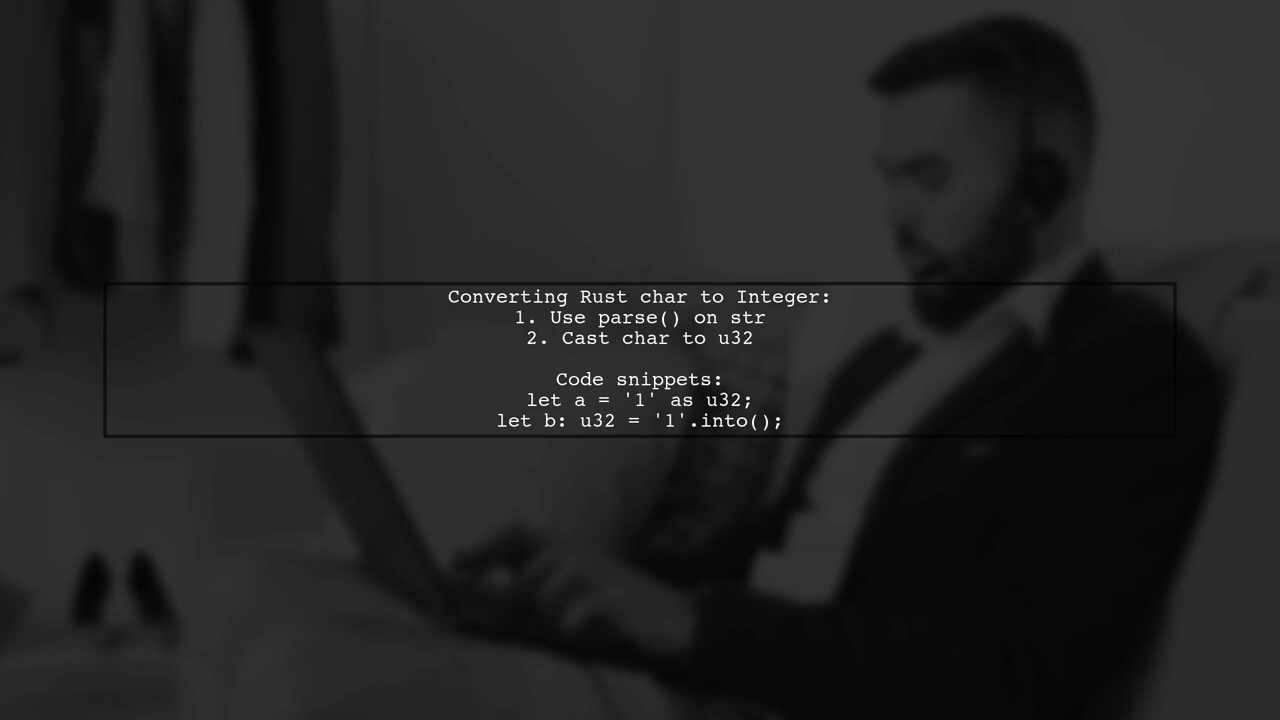 Converting Rust char to Integer:
1. Use parse() on str
2. Cast char to u32
Code snippets:
let a = '1' as u32;
let b: u32 = '1'.into();